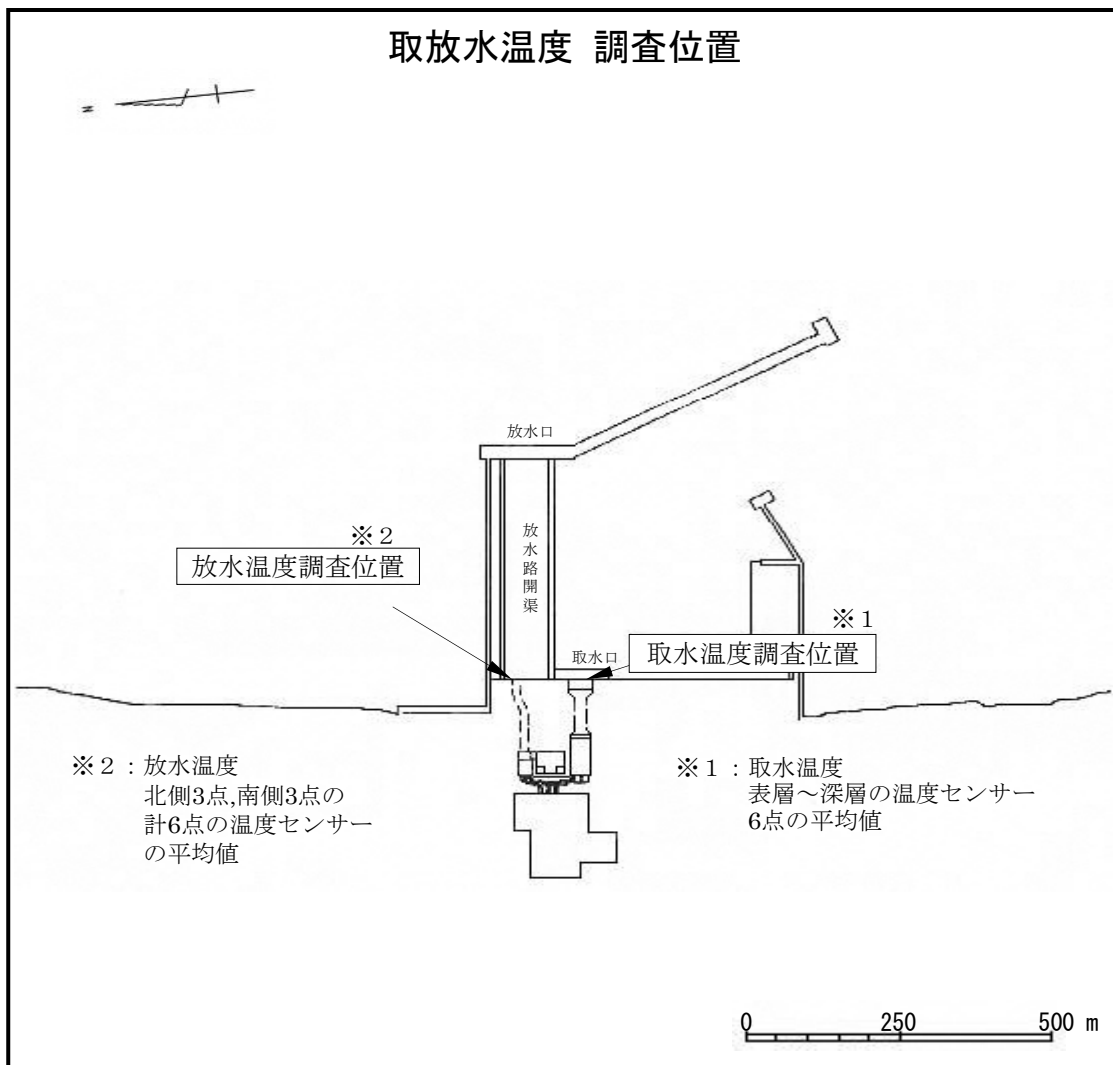 取放水温度 調査位置
N
放水口
※2
放水温度調査位置
放水路開渠
※1
取水口
取水温度調査位置
※2：放水温度
北側3点,南側3点の
計6点の温度センサー
の平均値
※1：取水温度
表層～深層の温度センサー
6点の平均値
0 250 500 m